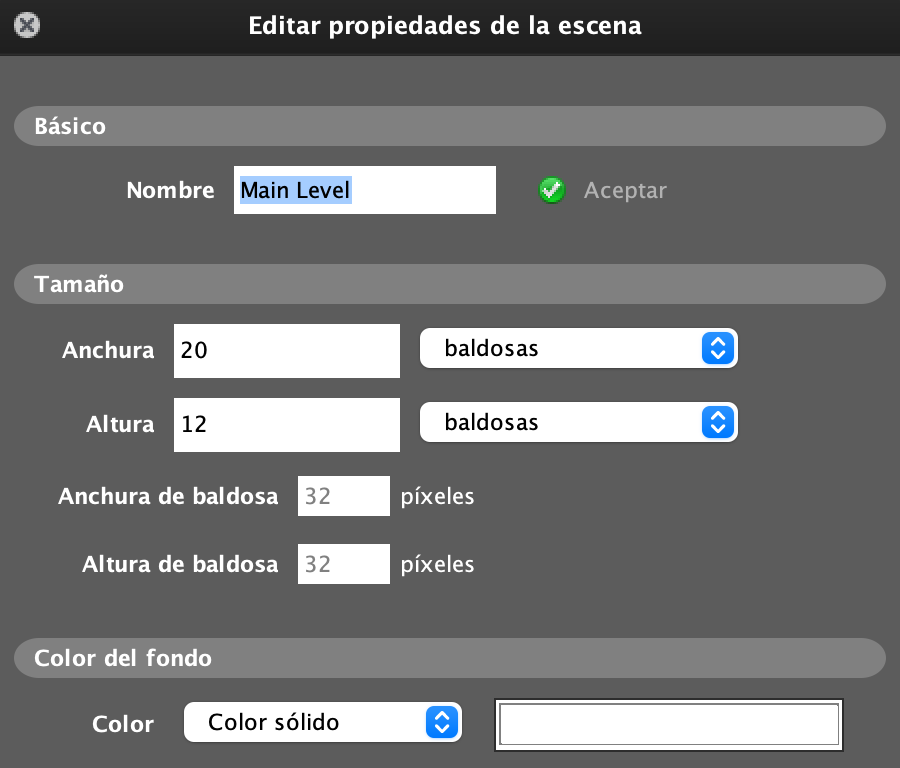 Editar propiedades de la escena
Básico
Nombre Main Level Aceptar
Tamaño
Anchura 20 baldosas
Altura 12 baldosas
Anchura de baldosa 32 píxeles
Altura de baldosa 32 píxeles
Color del fondo
Color Color sólido